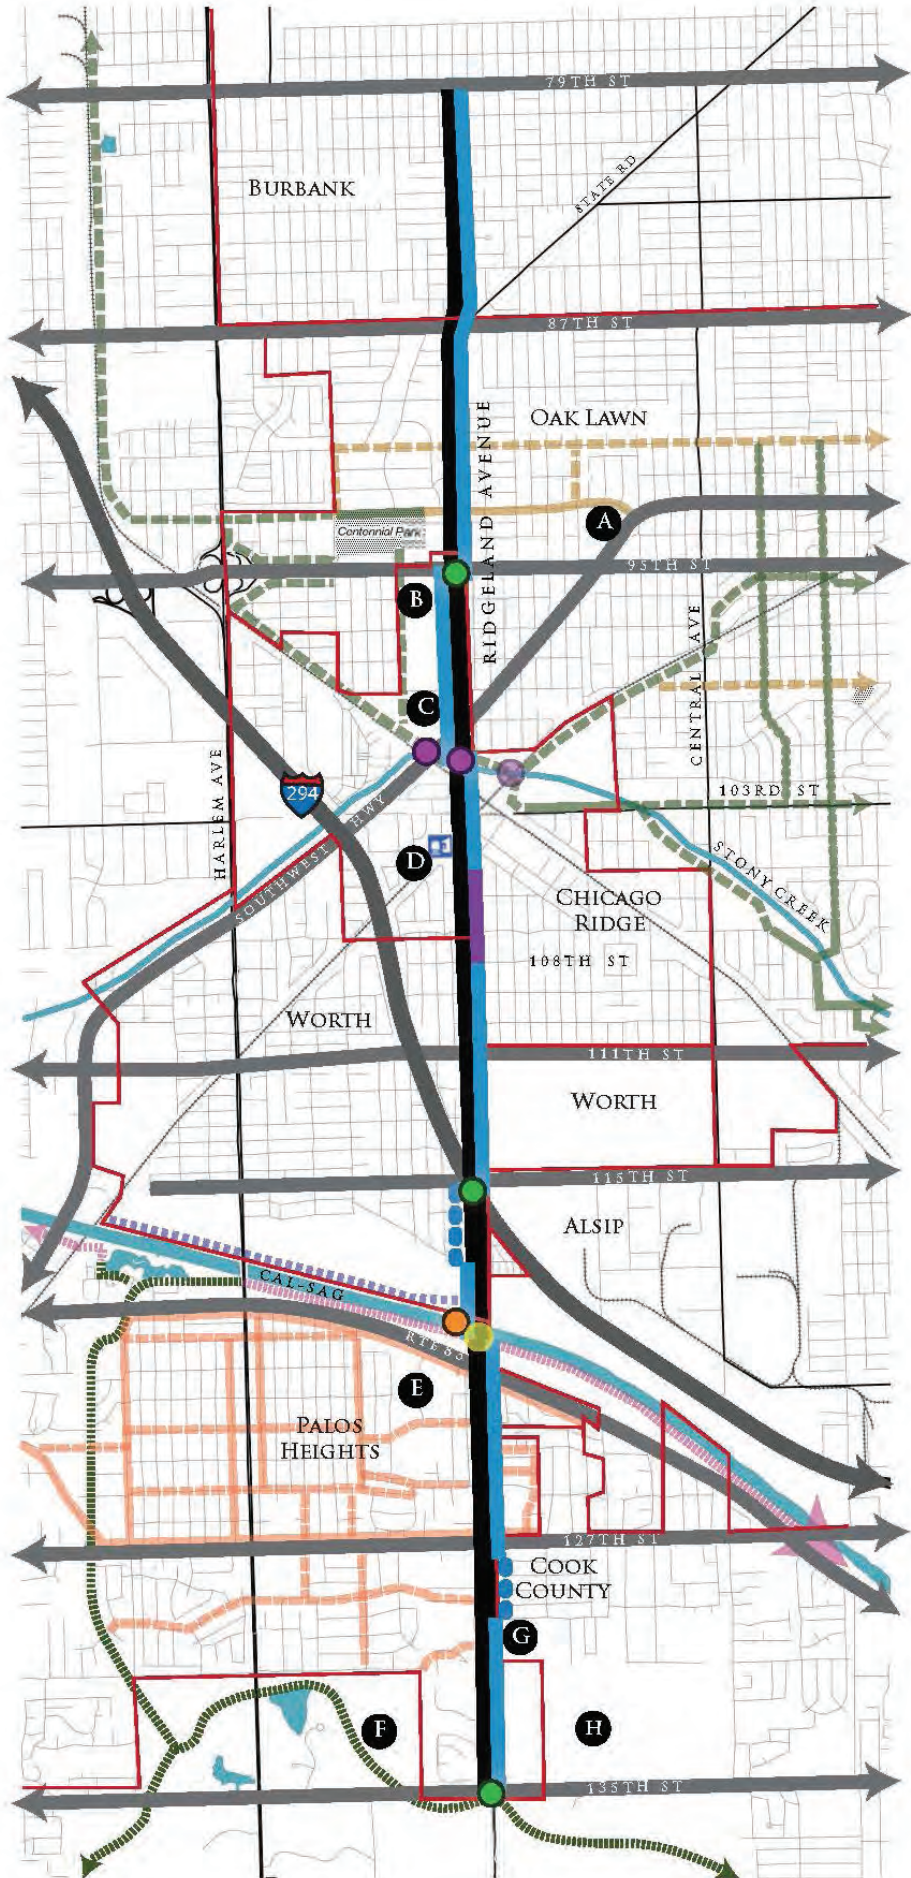 79TH ST
BURBANK
STATE RD
87TH ST
OAK LAWN
RIDGELAND AVENUE
A
Centennial Park
95TH ST
B
CENTRAL AVE
C
HARLEM AVE
294
103RD ST
SOUTHWEST HWY
D
STONY CREEK
CHICAGO
RIDGE
108TH ST
WORTH
111TH ST
WORTH
115TH ST
ALSIP
CAL-SAG
RTE 83
E
PALOS
HEIGHTS
127TH ST
COOK
COUNTY
G
F
H
135TH ST